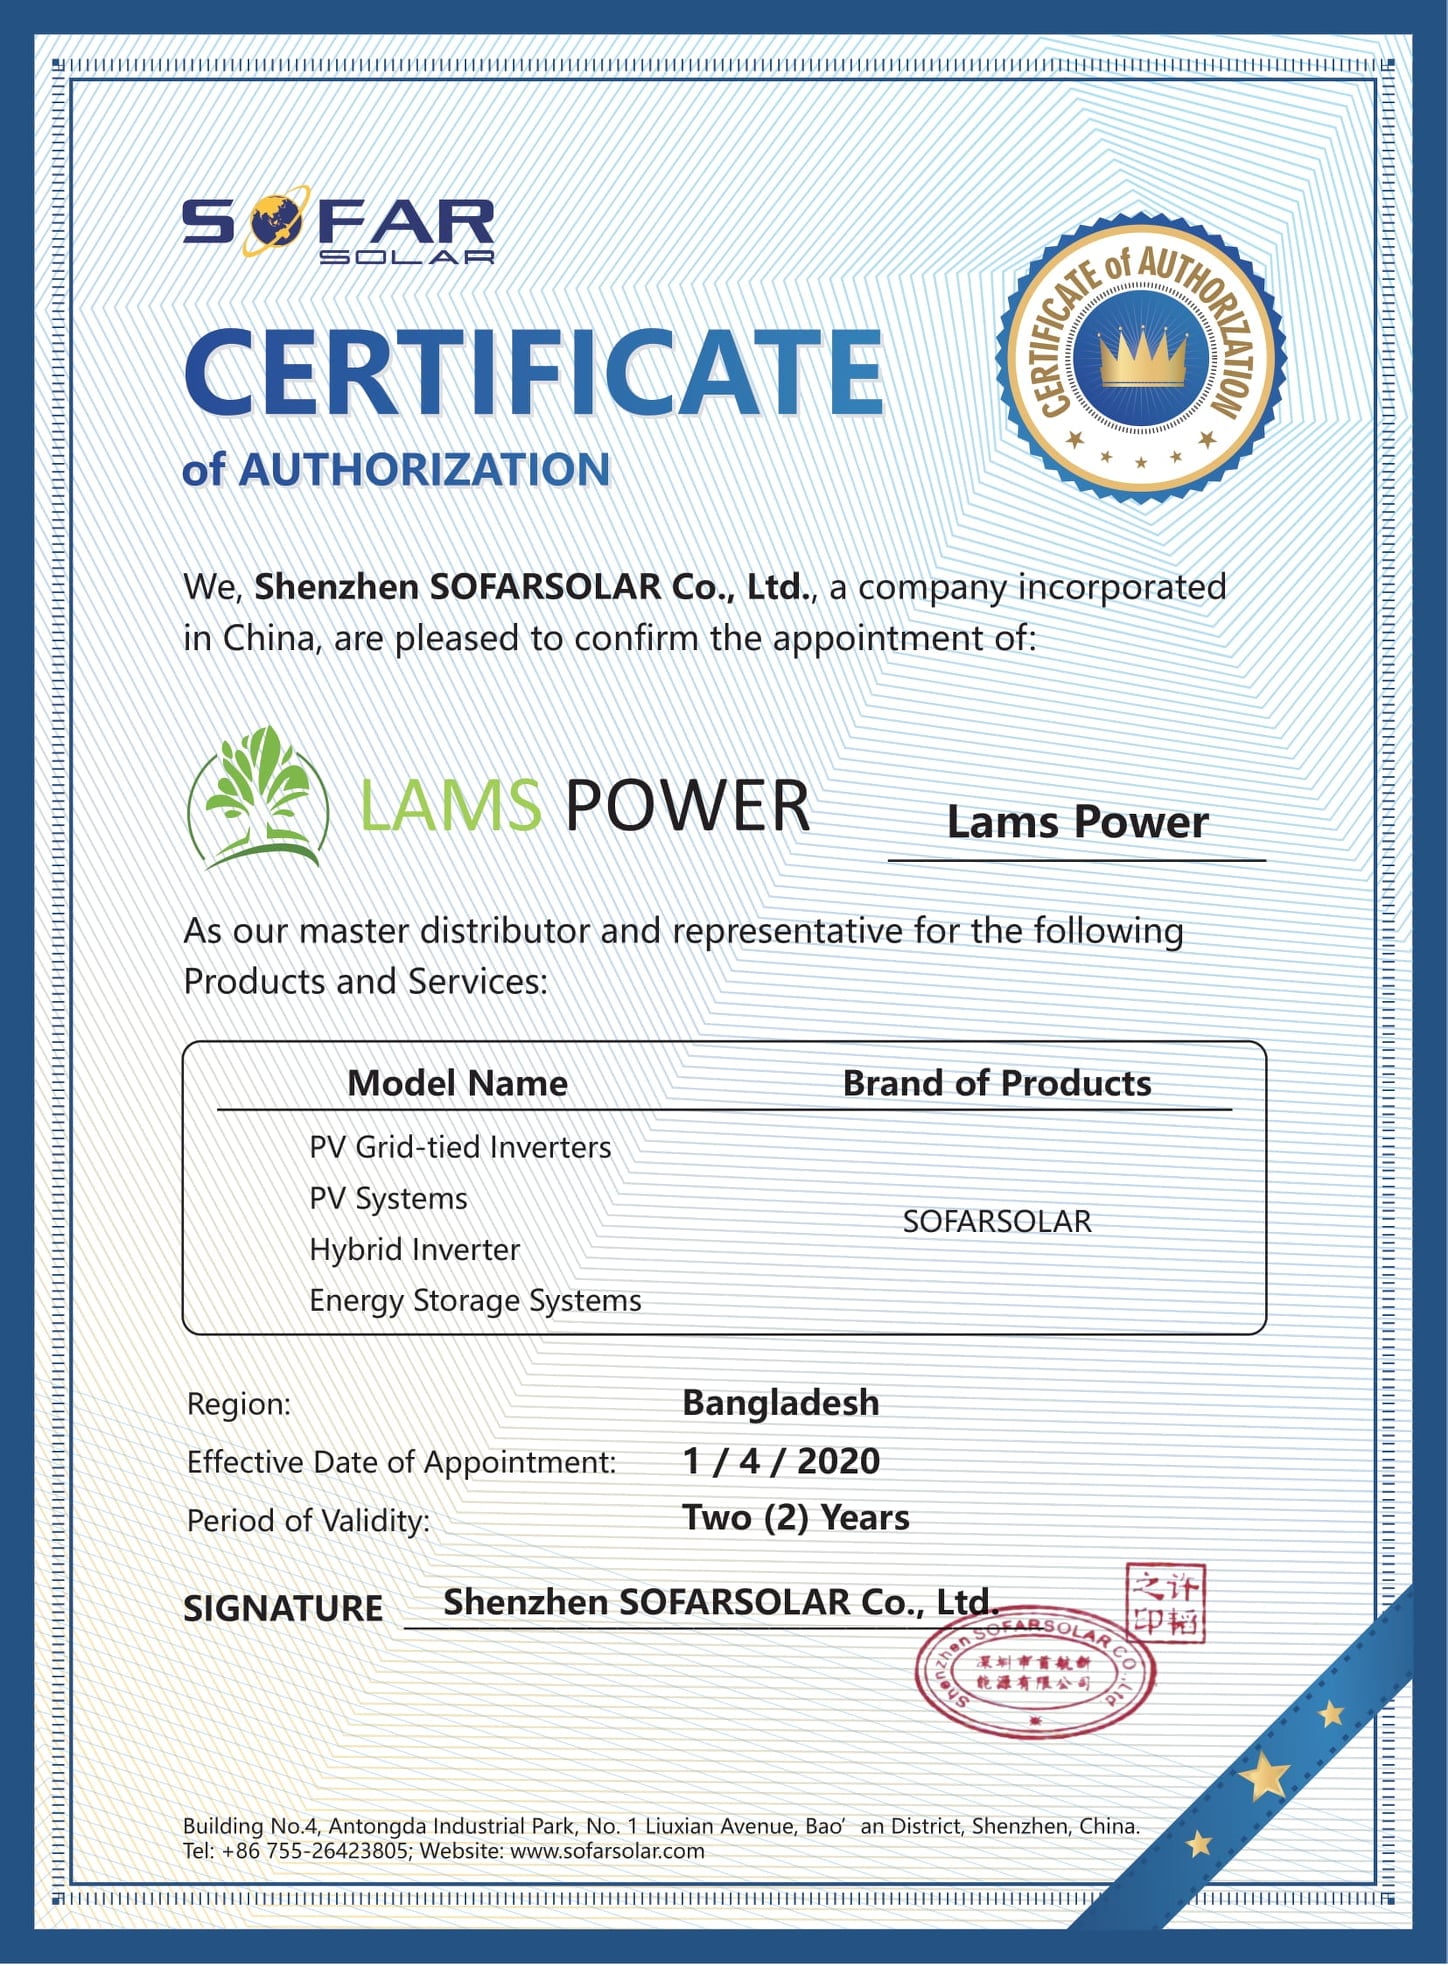 SOFAR
SOLAR
CERTIFICATE
of AUTHORIZATION
CERTIFICATE of AUTHORIZATION
We, Shenzhen SOFARSOLAR Co., Ltd., a company incorporated
in China, are pleased to confirm the appointment of:
LAMS POWER
Lams Power
As our master distributor and representative for the following
Products and Services:
Model Name
Brand of Products
PV Grid-tied Inverters
PV Systems
SOFARSOLAR
Hybrid Inverter
Energy Storage Systems
Region: Bangladesh
Effective Date of Appointment: 1 / 4 / 2020
Period of Validity: Two (2) Years
SIGNATURE Shenzhen SOFARSOLAR Co., Ltd.
许韬之印
Shenzhen SOFARSOLAR CO.,Ltd
深圳市首航新
能源有限公司
Building No.4, Antongda Industrial Park, No. 1 Liuxian Avenue, Bao’ an District, Shenzhen, China.
Tel: +86 755-26423805; Website: www.sofarsolar.com